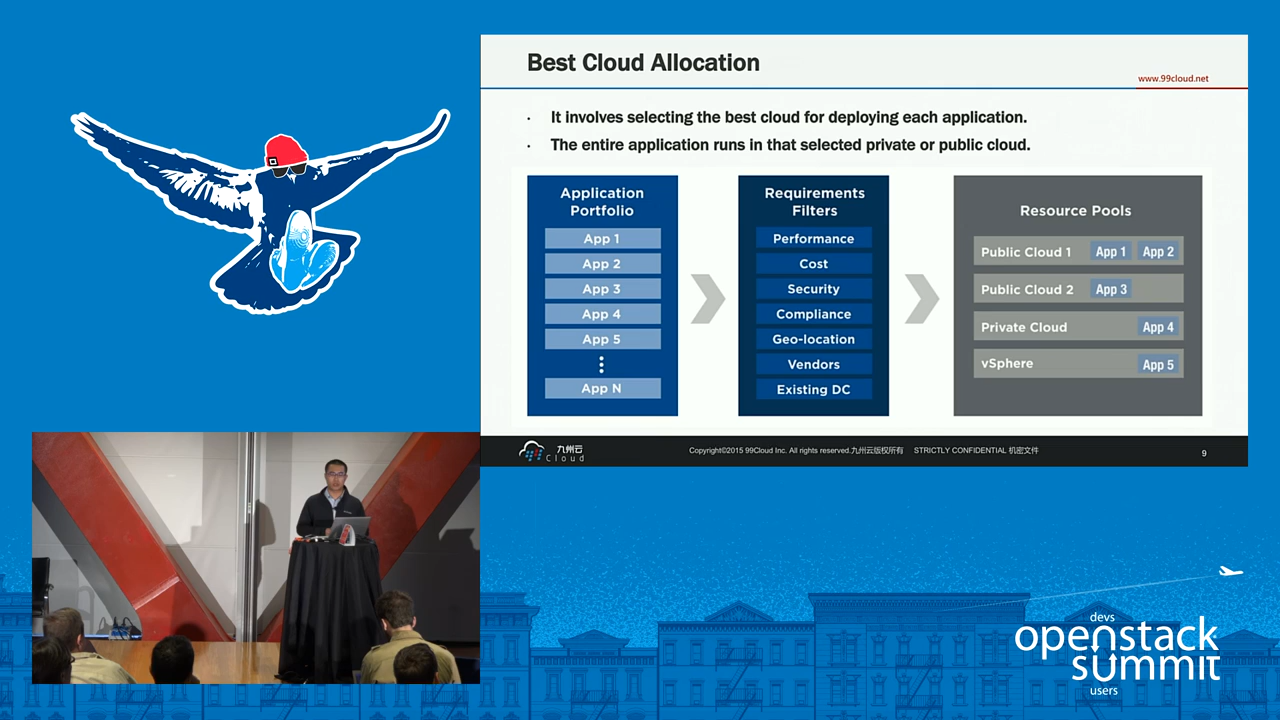 Best Cloud Allocation
www.99cloud.net
· It involves selecting the best cloud for deploying each application.
· The entire application runs in that selected private or public cloud.
Application
Portfolio
App 1
App 2
App 3
App 4
App 5
App N
Requirements
Filters
Performance
Cost
Security
Compliance
Geo-location
Vendors
Existing DC
Resource Pools
Public Cloud 1 App 1 App 2
Public Cloud 2 App 3
Private Cloud App 4
vSphere App 5
九州云
Cloud
Copyright©2015 99Cloud Inc. All rights reserved.九州云版权所有 STRICTLY CONFIDENTIAL 机密文件
9
devs
openstack
summit
users